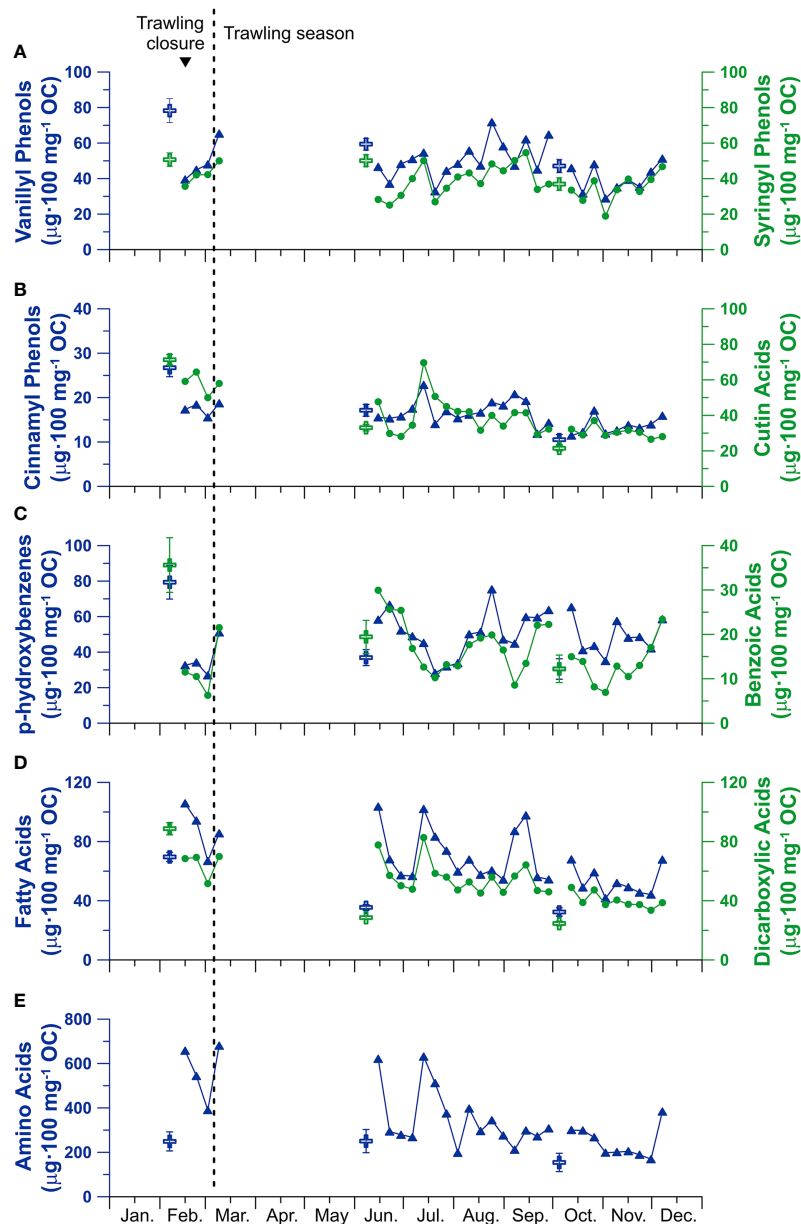 Trawling
closure
Trawling season
A
Vanillyl Phenols
(µg·100 mg⁻¹ OC)
100
80
60
40
20
0
100
80
60
40
20
0
Syringyl Phenols
(µg·100 mg⁻¹ OC)
B
Cinnamyl Phenols
(µg·100 mg⁻¹ OC)
40
30
20
10
0
100
80
60
40
20
0
Cutin Acids
(µg·100 mg⁻¹ OC)
C
p-hydroxybenzenes
(µg·100 mg⁻¹ OC)
100
80
60
40
20
0
40
30
20
10
0
Benzoic Acids
(µg·100 mg⁻¹ OC)
D
Fatty Acids
(µg·100 mg⁻¹ OC)
120
80
40
0
120
80
40
0
Dicarboxylic Acids
(µg·100 mg⁻¹ OC)
E
Amino Acids
(µg·100 mg⁻¹ OC)
800
600
400
200
0
Jan. Feb. Mar. Apr. May Jun. Jul. Aug. Sep. Oct. Nov. Dec.